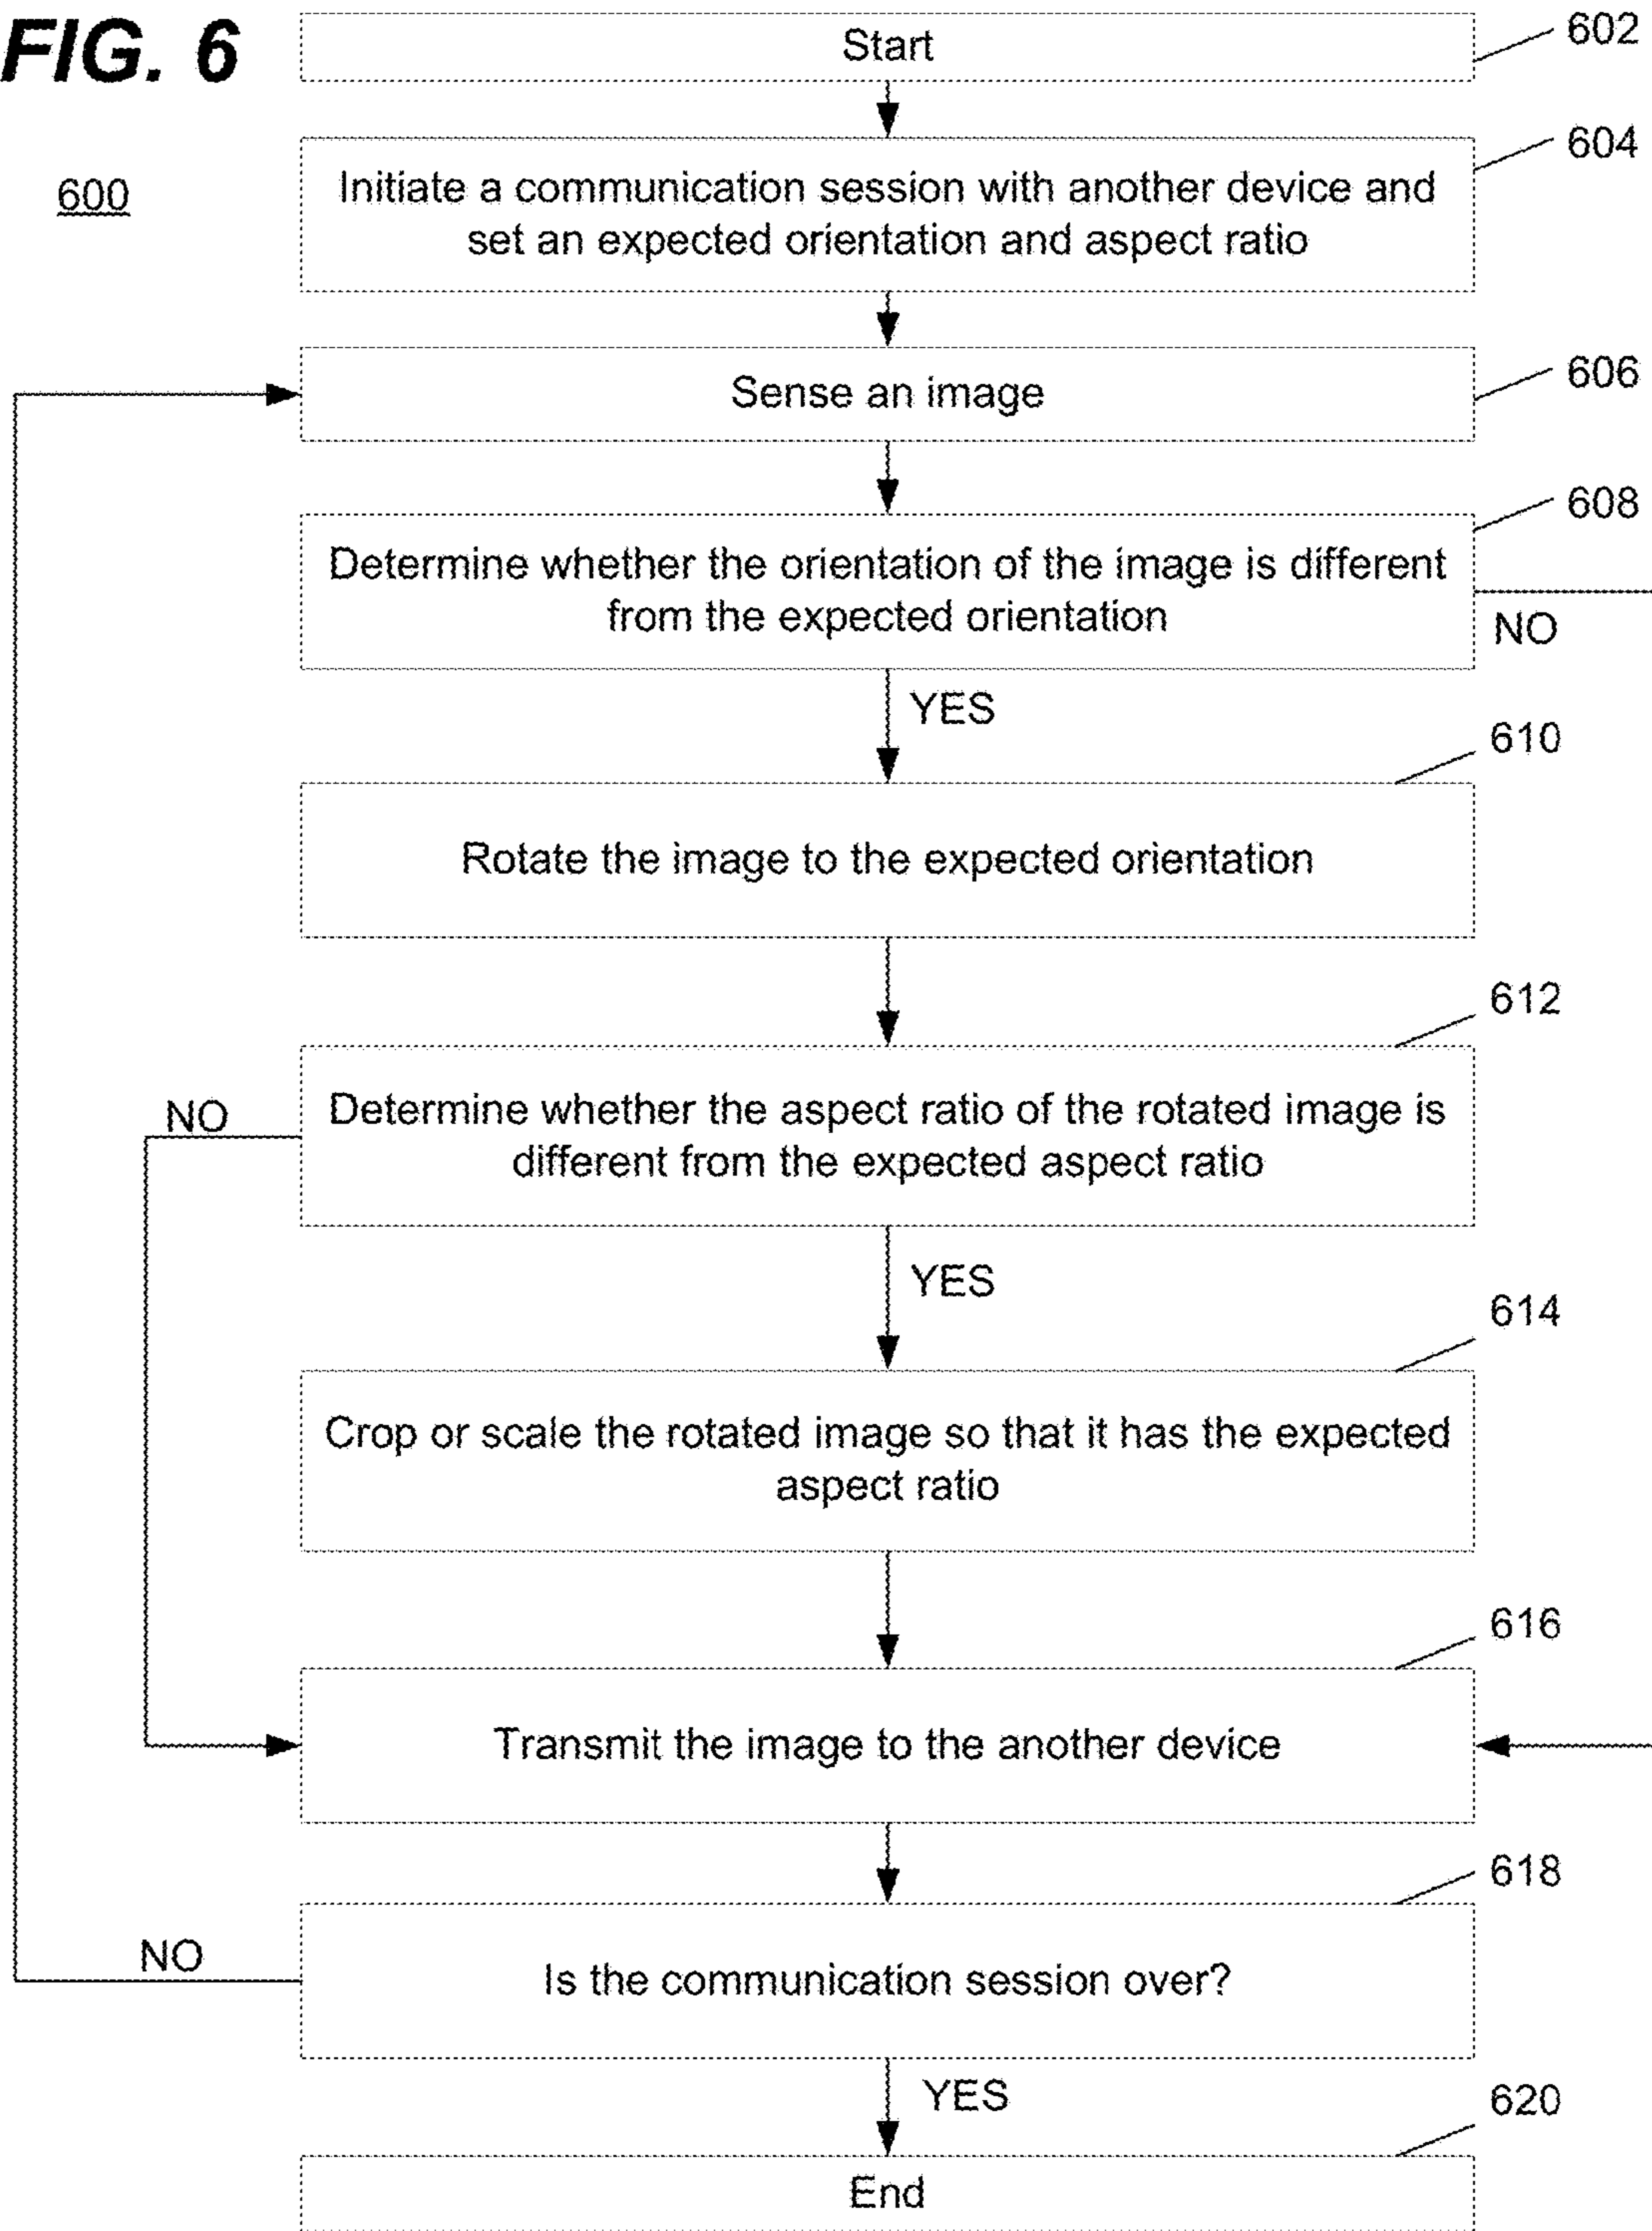 FIG. 6
600
Start
602
Initiate a communication session with another device and
set an expected orientation and aspect ratio
604
Sense an image
606
Determine whether the orientation of the image is different
from the expected orientation
608
NO
YES
610
Rotate the image to the expected orientation
612
NO
Determine whether the aspect ratio of the rotated image is
different from the expected aspect ratio
YES
614
Crop or scale the rotated image so that it has the expected
aspect ratio
616
Transmit the image to the another device
618
NO
Is the communication session over?
YES
620
End